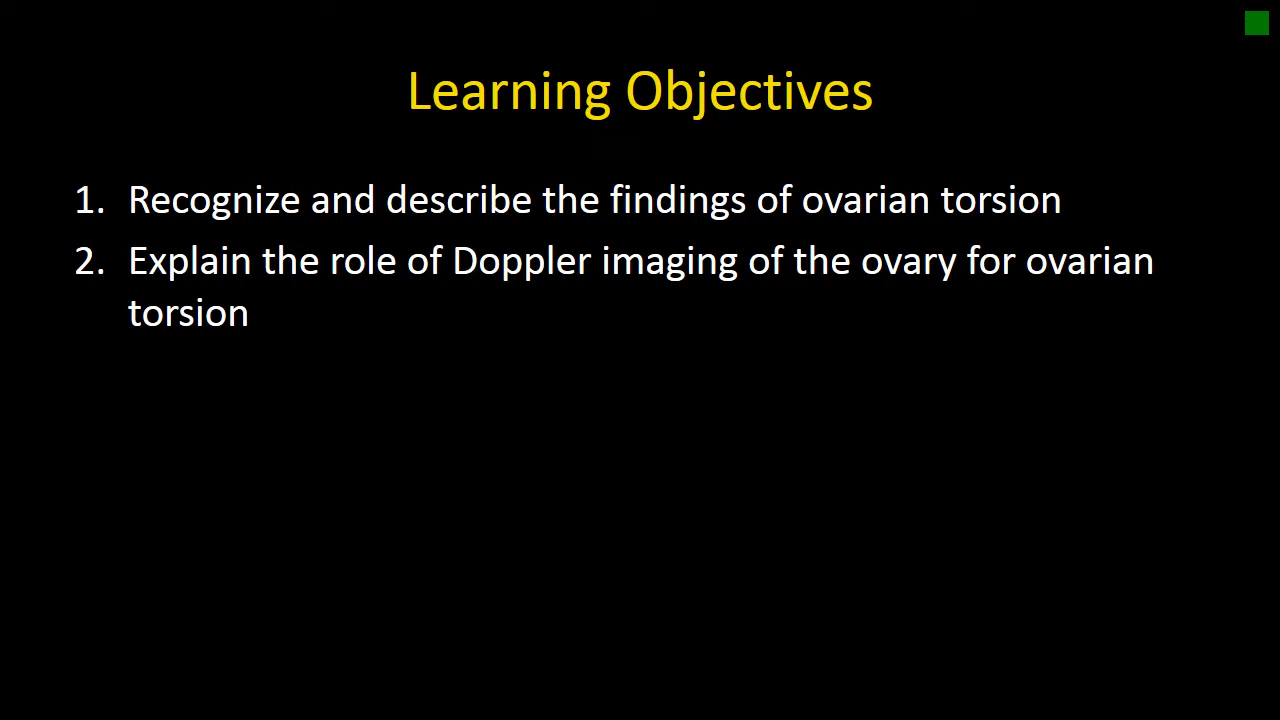 Learning Objectives
1. Recognize and describe the findings of ovarian torsion
2. Explain the role of Doppler imaging of the ovary for ovarian
torsion